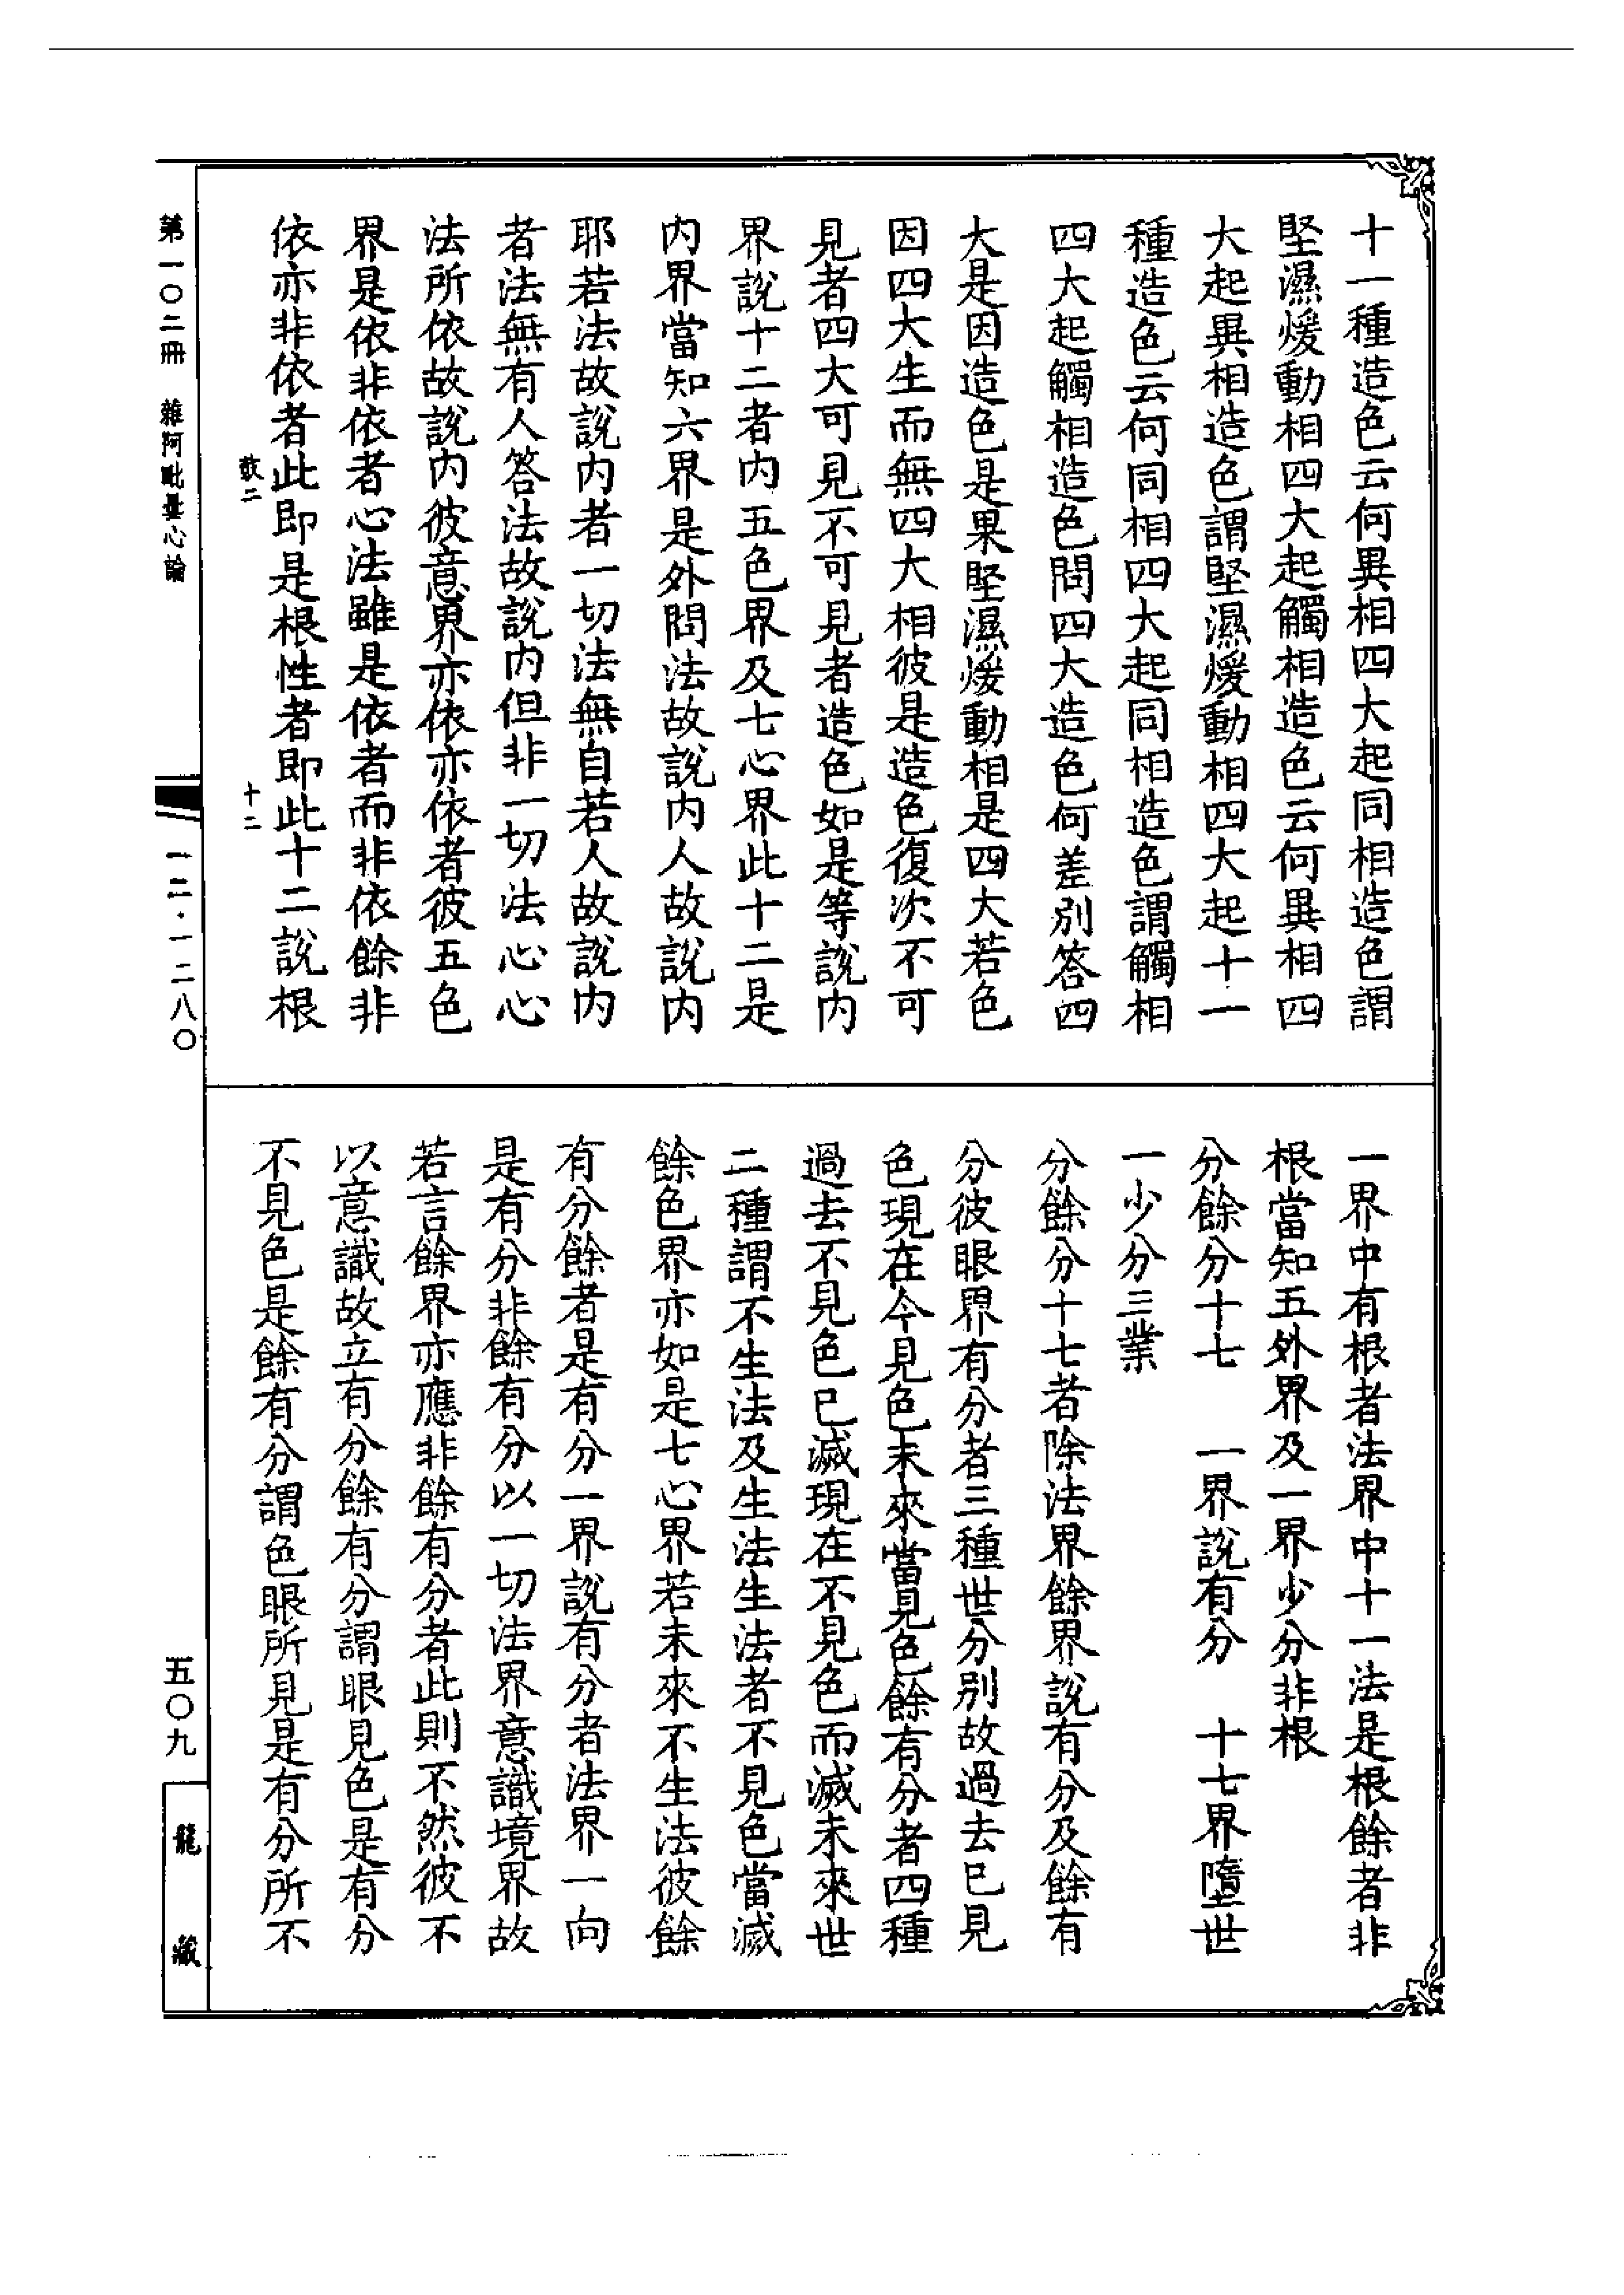 十一種造色云何異相四大起同相造色謂
堅濕煖動相四大起觸相造色云何異相四
大起異相造色謂堅濕煖動相四大起十一
種造色云何同相四大起同相造色謂觸相
四大起觸相造色問四大造色何差別答四
大是因造色是果堅濕煖動相是四大若色
因四大生而無四大相彼是造色復次不可
見者四大可見不可見者造色如是等說內
界說十二者內五色界及七心界此十二是
內界當知六界是外問法故說內人故說內
耶若法故說內者一切法無自若人故說內
者法無有人答法故說內但非一切法心心
法所依故說內彼意界亦依亦依者彼五色
界是依非依者心法雖是依者而非依餘非
依亦非依者此即是根性者即此十二說根
一界中有根者法界中十一法是根餘者非
根當知五外界及一界少分非根
分餘分十七　一界說有分　十七界墮世
一少分三業
分餘分十七者除法界餘界說有分及餘有
分彼眼界有分者三種世分別故過去已見
色現在今見色未來當見色餘有分者四種
過去不見色已滅現在不見色而滅未來世
二種謂不生法及生法生法者不見色當滅
餘色界亦如是七心界若未來不生法彼餘
有分餘者是有分一界說有分者法界一向
是有分非餘有分以一切法界意識境界故
若言餘界亦應非餘有分者此則不然彼不
以意識故立有分餘有分謂眼見色是有分
不見色是餘有分謂色眼所見是有分所不
第一〇二冊　雜阿毗曇心論
十二
一二·一二八〇
五〇九
龍藏